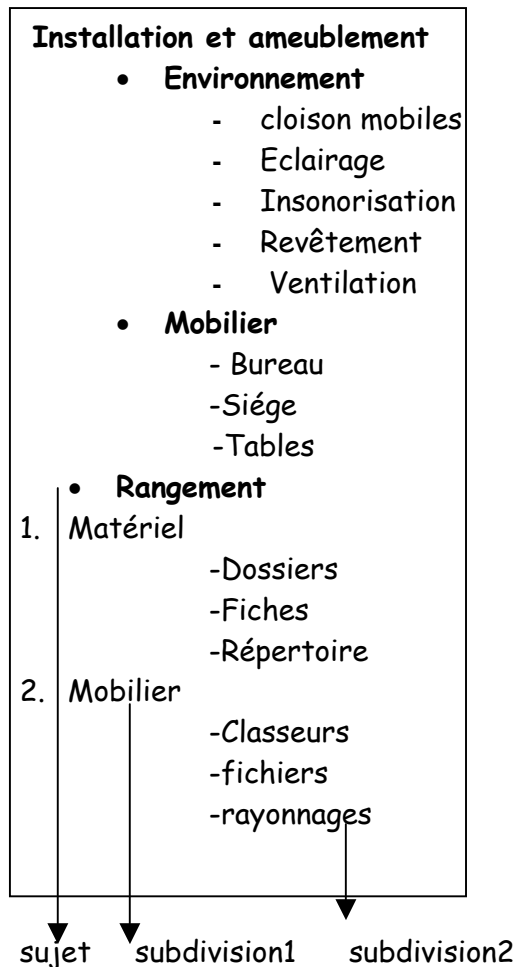 Installation et ameublement
• Environnement
- cloison mobiles
- Eclairage
- Insonorisation
- Revêtement
- Ventilation
• Mobilier
- Bureau
-Siége
-Tables
• Rangement
1. Matériel
-Dossiers
-Fiches
-Répertoire
2. Mobilier
-Classeurs
-fichiers
-rayonnages
sujet subdivision1 subdivision2